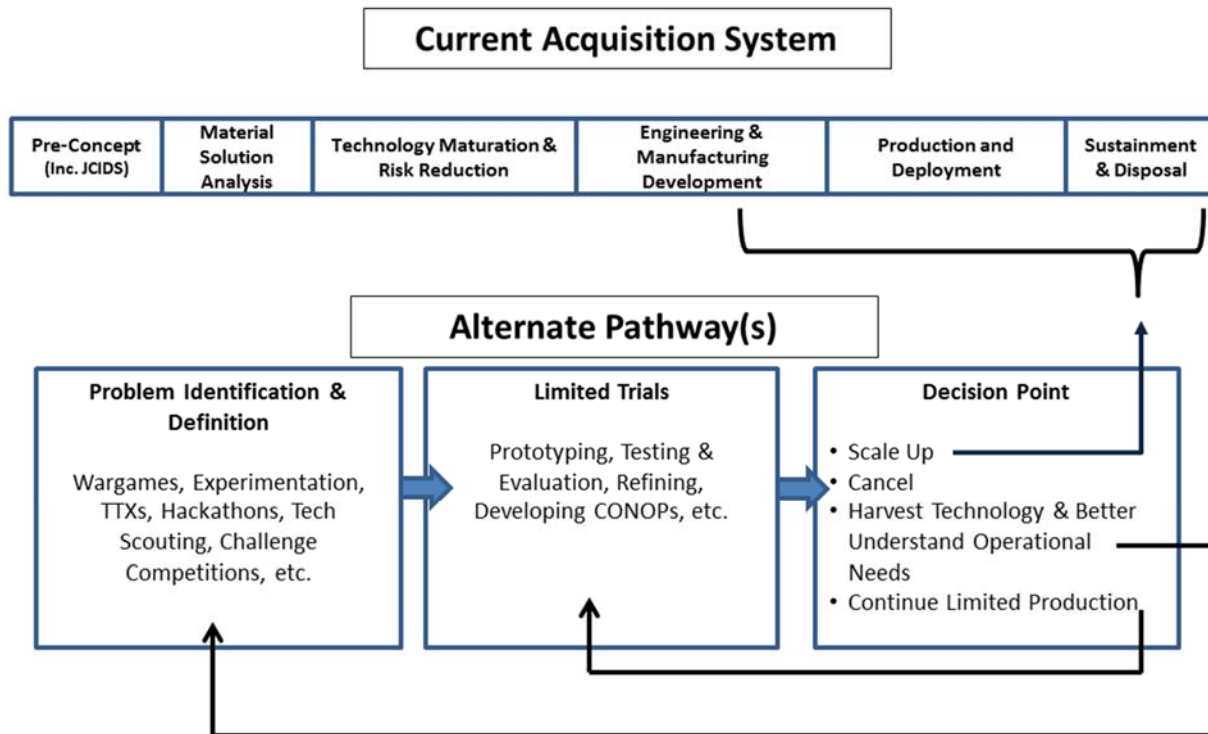 Current Acquisition System
Pre-Concept
(Inc. JCIDS)
Material
Solution
Analysis
Technology Maturation &
Risk Reduction
Engineering &
Manufacturing
Development
Production and
Deployment
Sustainment
& Disposal
Alternate Pathway(s)
Problem Identification &
Definition
Wargames, Experimentation,
TTXs, Hackathons, Tech
Scouting, Challenge
Competitions, etc.
Limited Trials
Prototyping, Testing &
Evaluation, Refining,
Developing CONOPs, etc.
Decision Point
• Scale Up
• Cancel
• Harvest Technology & Better
Understand Operational
Needs
• Continue Limited Production